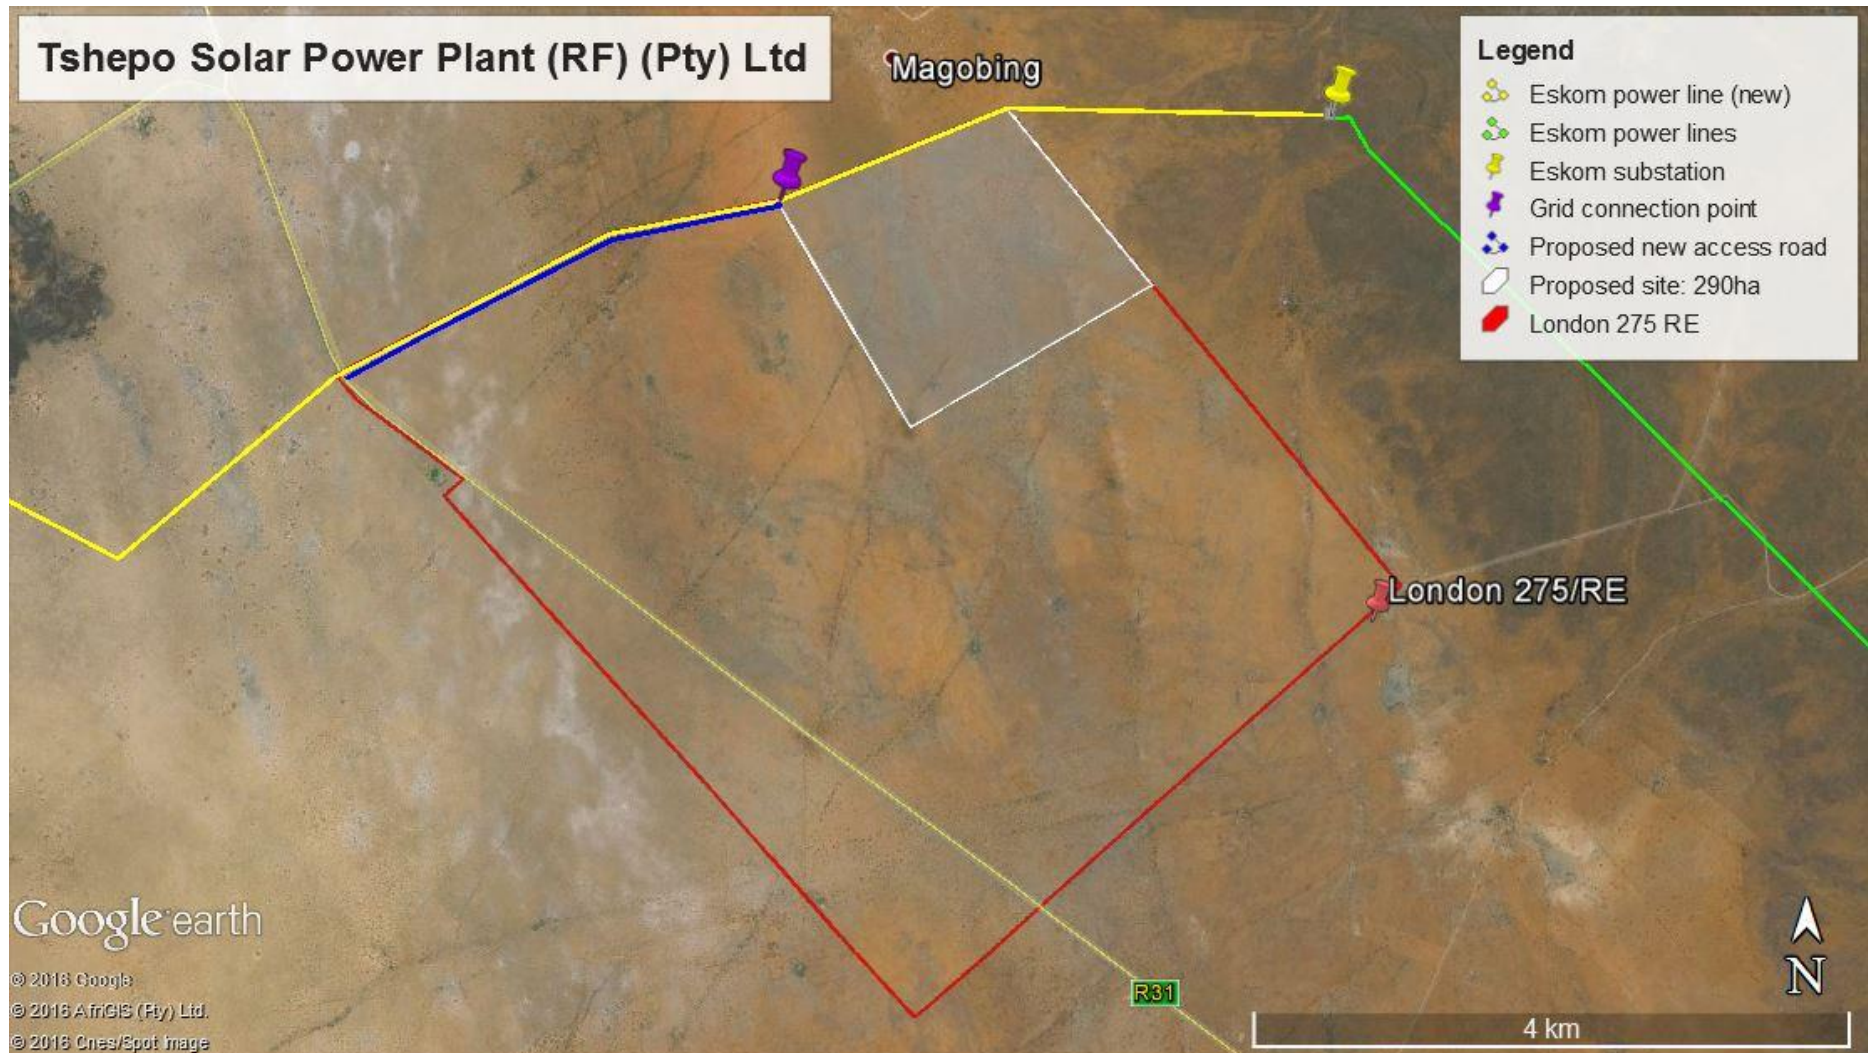 Tshepo Solar Power Plant (RF) (Pty) Ltd
Magobing
Legend
Eskom power line (new)
Eskom power lines
Eskom substation
Grid connection point
Proposed new access road
Proposed site: 290ha
London 275 RE
London 275/RE
Google earth
© 2016 Google
© 2016 AfriGIS (Pty) Ltd.
© 2016 Cnes/Spot Image
R31
N
4 km